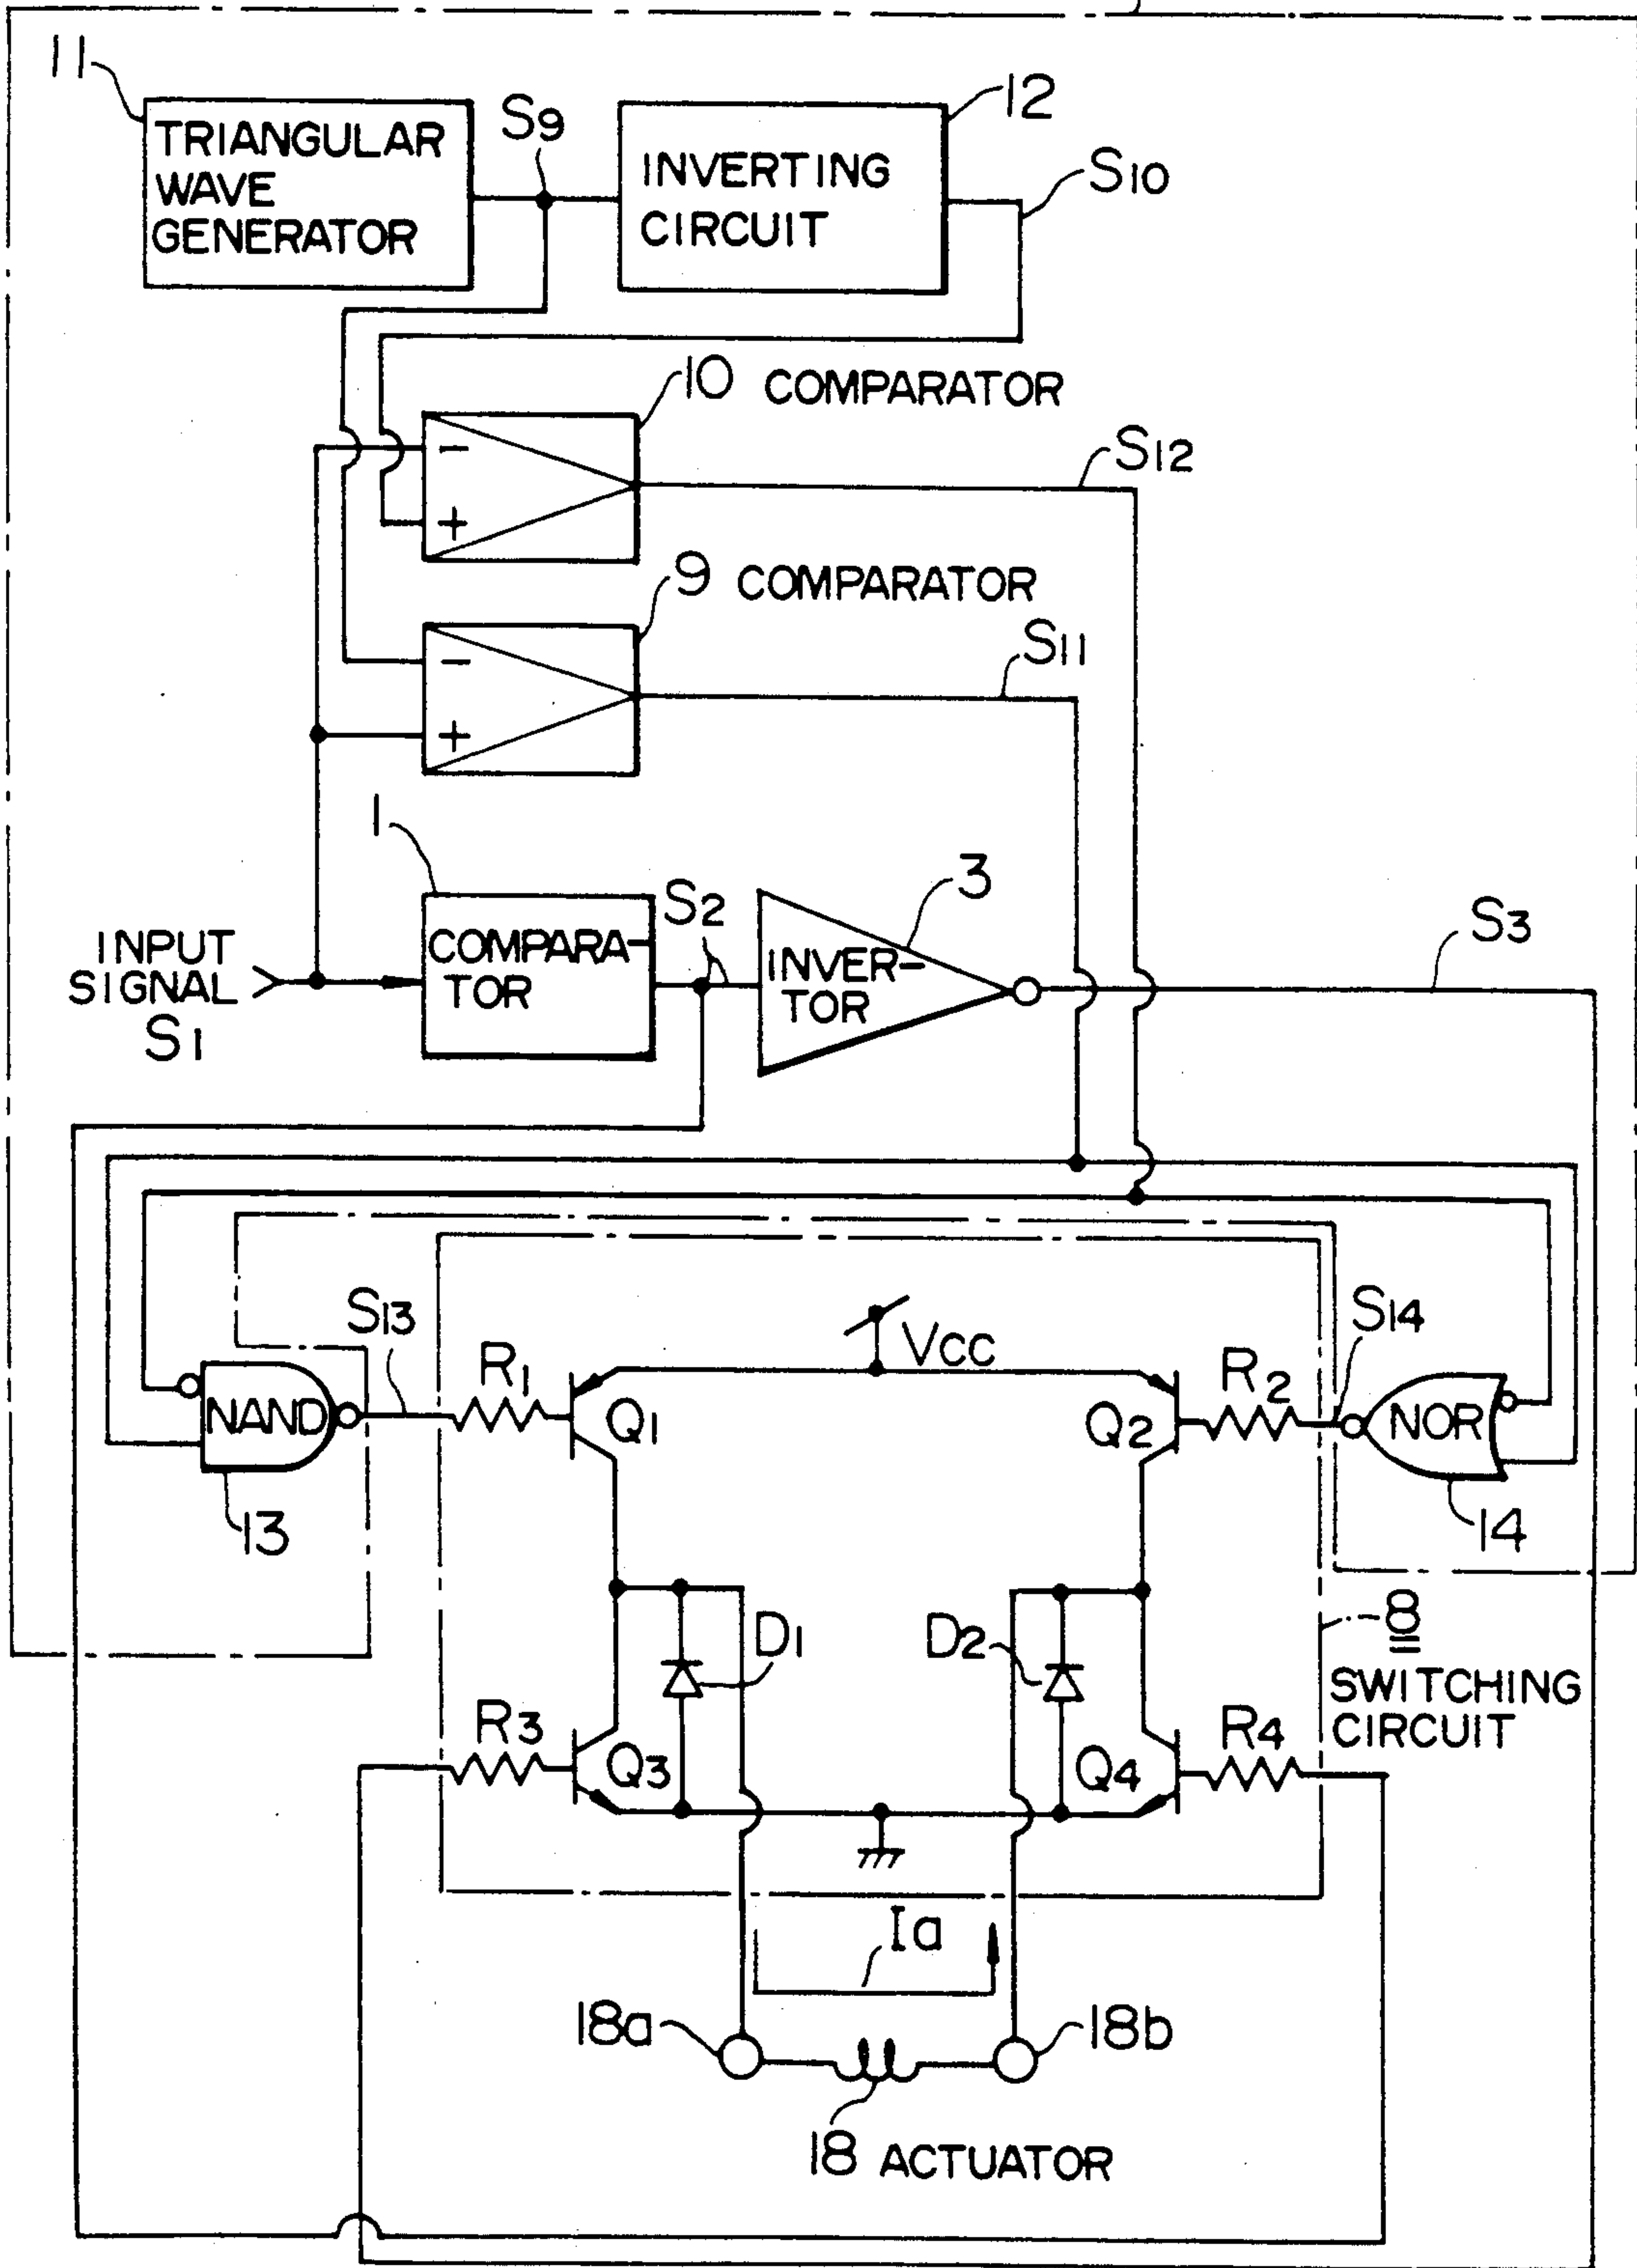 11
TRIANGULAR
WAVE
GENERATOR
S9
INVERTING
CIRCUIT
12
S10
10 COMPARATOR
-
+
S12
9 COMPARATOR
-
+
S11
1
INPUT
SIGNAL
S1
COMPARA-
TOR
S2
INVER-
TOR
3
S3
S13
NAND
13
R1
Q1
VCC
Q2
R2
S14
NOR
14
D1
D2
8
SWITCHING
CIRCUIT
R3
Q3
Q4
R4
Ia
18a
18b
18 ACTUATOR